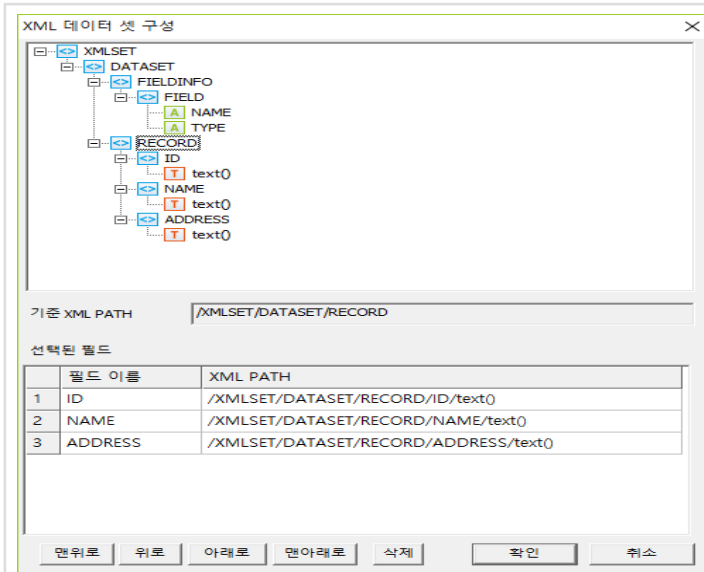 XML 데이터 셋 구성
<> XMLSET
<> DATASET
<> FIELDINFO
<> FIELD
A NAME
A TYPE
<> RECORD
<> ID
T text()
<> NAME
T text()
<> ADDRESS
T text()
기준 XML PATH /XMLSET/DATASET/RECORD
선택된 필드
필드 이름 XML PATH
1 ID /XMLSET/DATASET/RECORD/ID/text()
2 NAME /XMLSET/DATASET/RECORD/NAME/text()
3 ADDRESS /XMLSET/DATASET/RECORD/ADDRESS/text()
맨위로 위로 아래로 맨아래로 삭제 확인 취소